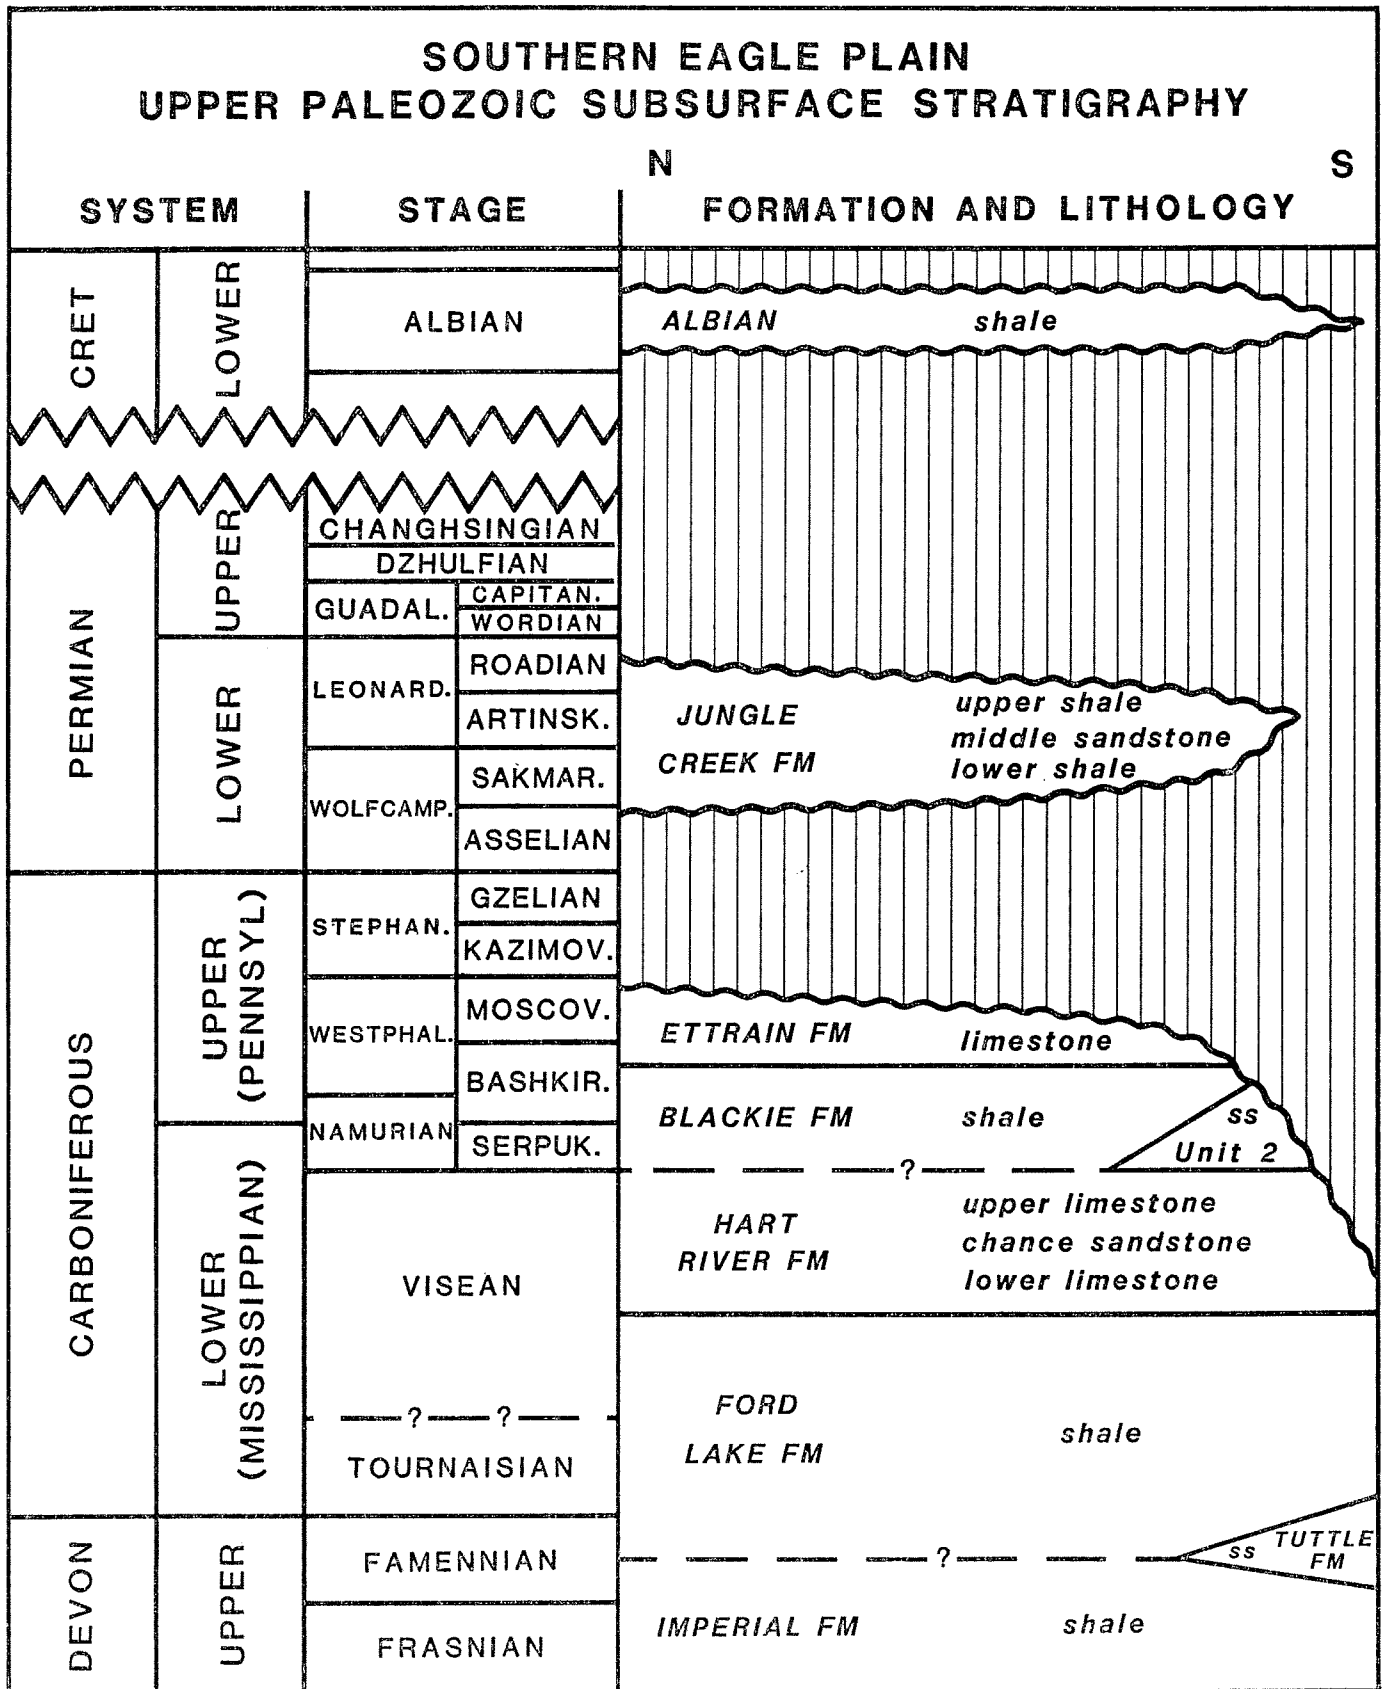 SOUTHERN EAGLE PLAIN
UPPER PALEOZOIC SUBSURFACE STRATIGRAPHY
N S
SYSTEM STAGE FORMATION AND LITHOLOGY
CRET
LOWER
ALBIAN
ALBIAN shale
PERMIAN
UPPER
CHANGHSINGIAN
DZHULFIAN
GUADAL.
CAPITAN.
WORDIAN
LOWER
LEONARD.
ROADIAN
ARTINSK.
WOLFCAMP.
SAKMAR.
ASSELIAN
JUNGLE
CREEK FM
upper shale
middle sandstone
lower shale
CARBONIFEROUS
UPPER
(PENNSYL)
STEPHAN.
GZELIAN
KAZIMOV.
WESTPHAL.
MOSCOV.
BASHKIR.
NAMURIAN
SERPUK.
ETTRAIN FM limestone
BLACKIE FM shale
ss
Unit 2
?
LOWER
(MISSISSIPPIAN)
VISEAN
HART
RIVER FM
upper limestone
chance sandstone
lower limestone
? ?
TOURNAISIAN
FORD
LAKE FM
shale
DEVON
UPPER
FAMENNIAN
FRASNIAN
?
ss TUTTLE
FM
IMPERIAL FM shale